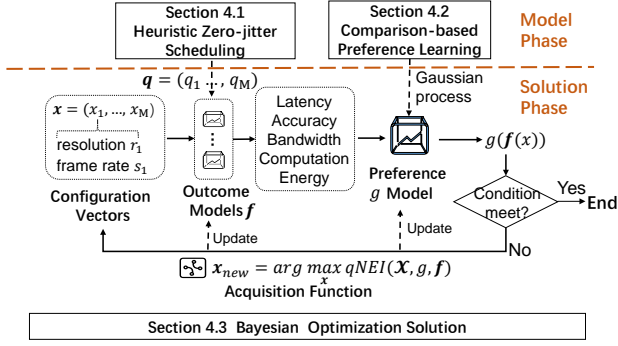 Section 4.1
Heuristic Zero-jitter
Scheduling
Section 4.2
Comparison-based
Preference Learning
Model
Phase
Solution
Phase
q = (q1 ..., qM)
Gaussian
process
x = (x1, ..., xM)
resolution r1
frame rate s1
Configuration
Vectors
Outcome
Models f
Latency
Accuracy
Bandwidth
Computation
Energy
Preference
g Model
g(f(x))
Condition
meet?
Yes
End
No
Update
Update
xnew = arg max qNEI(X, g, f)
x
Acquisition Function
Section 4.3 Bayesian Optimization Solution